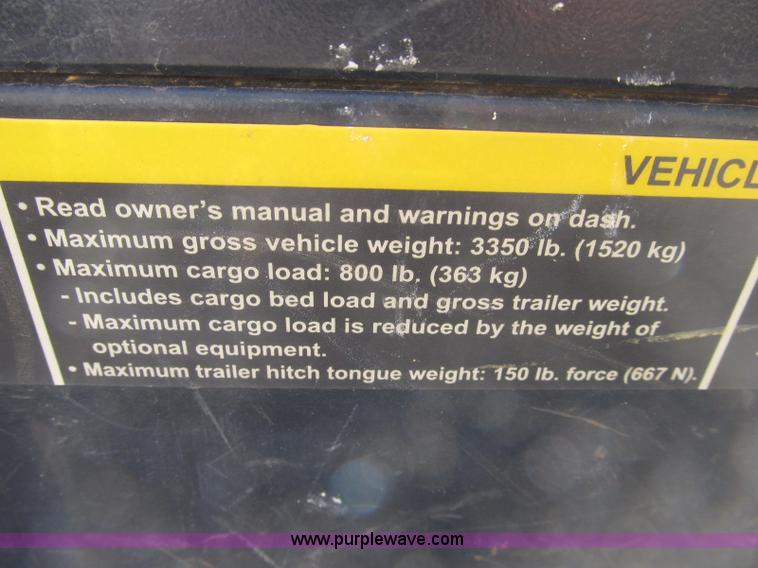 VEHICL
• Read owner's manual and warnings on dash.
• Maximum gross vehicle weight: 3350 lb. (1520 kg)
• Maximum cargo load: 800 lb. (363 kg)
- Includes cargo bed load and gross trailer weight.
- Maximum cargo load is reduced by the weight of
optional equipment.
• Maximum trailer hitch tongue weight: 150 lb. force (667 N).
www.purplewave.com